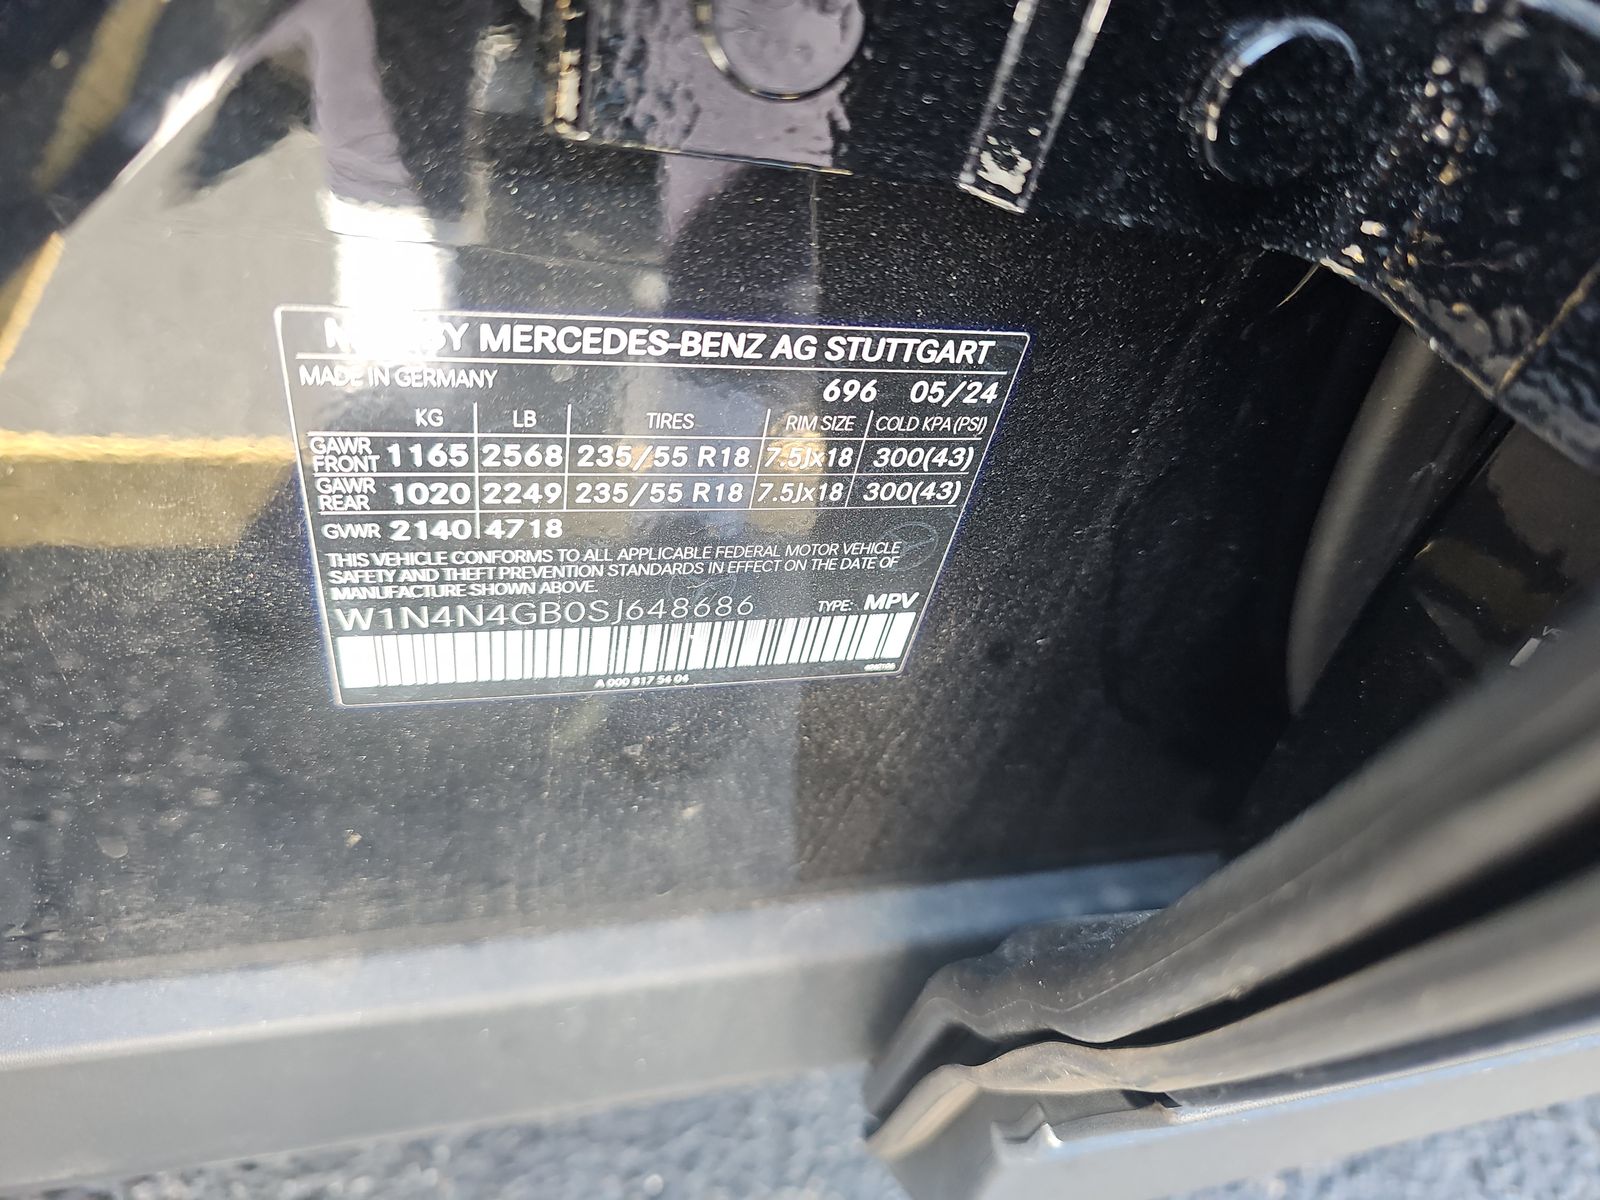 BY MERCEDES-BENZ AG STUTTGART
MADE IN GERMANY
696 05/24
KG LB TIRES RIM SIZE COLD KPA(PSI)
GAWR FRONT 1165 2568 235/55 R18 7.5Jx18 300(43)
GAWR REAR 1020 2249 235/55 R18 7.5Jx18 300(43)
GVWR 2140 4718
THIS VEHICLE CONFORMS TO ALL APPLICABLE FEDERAL MOTOR VEHICLE
SAFETY AND THEFT PREVENTION STANDARDS IN EFFECT ON THE DATE OF
MANUFACTURE SHOWN ABOVE.
W1N4N4GB0SJ648686 TYPE: MPV
A 000 817 54 04